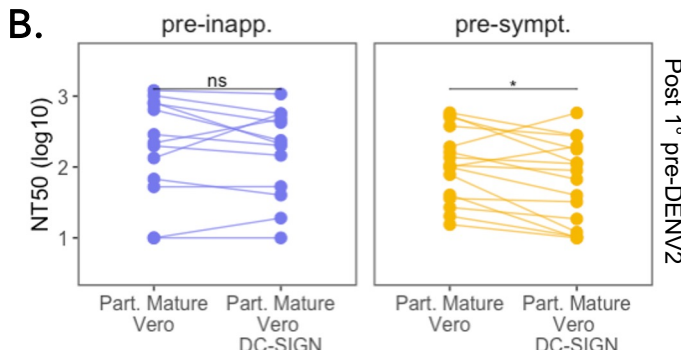 B.
pre-inapp.
pre-sympt.
ns
*
NT50 (log10)
3
2
1
Part. Mature
Vero
Part. Mature
Vero
DC-SIGN
Part. Mature
Vero
Part. Mature
Vero
DC-SIGN
Post 1° pre-DENV2